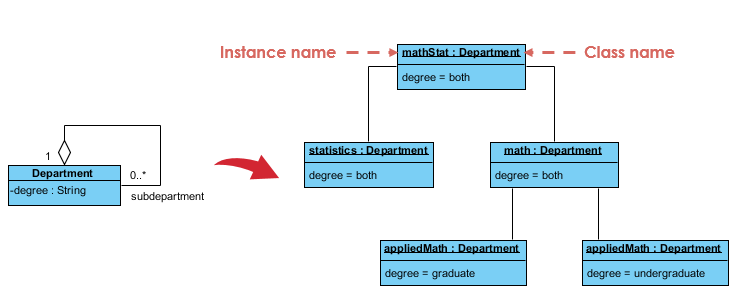 Instance name
mathStat : Department
Class name
degree = both
1
0..*
Department
-degree : String
subdepartment
statistics : Department
degree = both
math : Department
degree = both
appliedMath : Department
degree = graduate
appliedMath : Department
degree = undergraduate